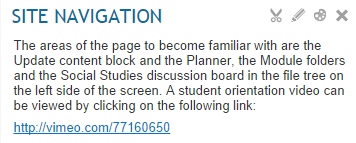 SITE NAVIGATION
The areas of the page to become familiar with are the
Update content block and the Planner, the Module folders
and the Social Studies discussion board in the file tree on
the left side of the screen. A student orientation video can
be viewed by clicking on the following link:
http://vimeo.com/77160650